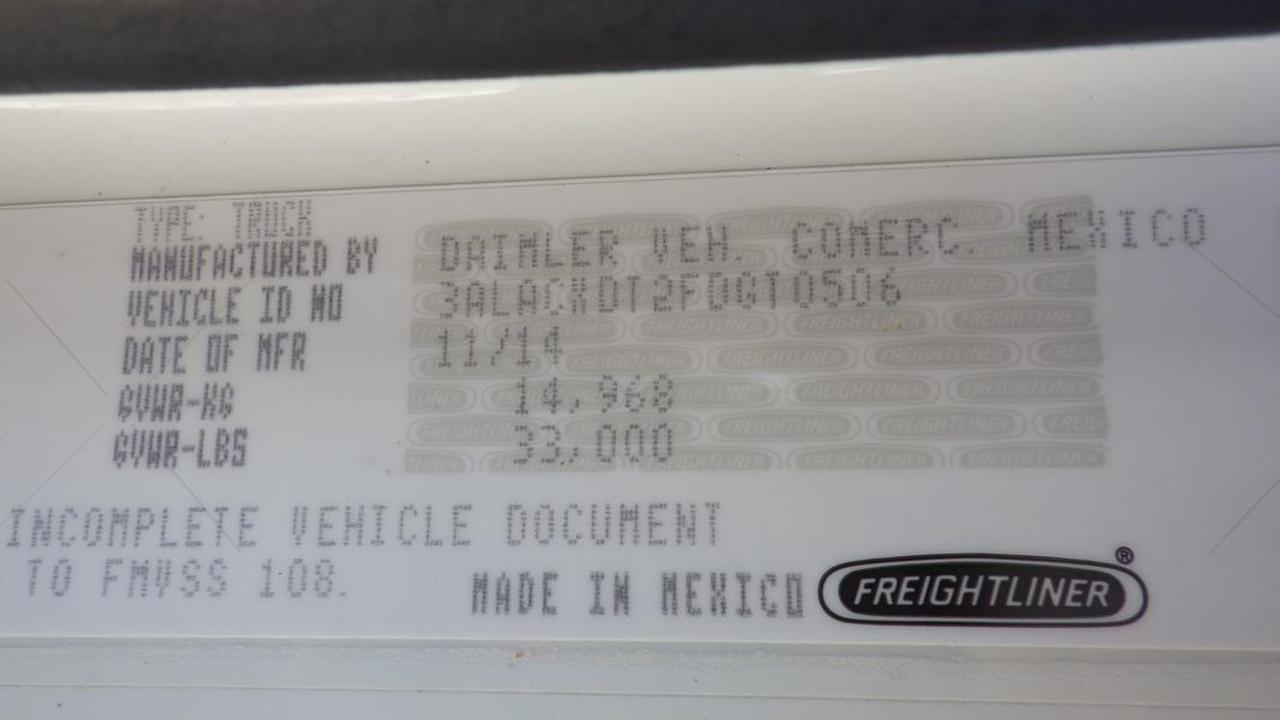 TYPE: TRUCK
MANUFACTURED BY DAIMLER VEH. COMERC. MEXICO
VEHICLE ID NO 3ALACXDT2FDGT0506
DATE OF MFR 11/14
GVWR-KG 14,968
GVWR-LBS 33,000
INCOMPLETE VEHICLE DOCUMENT
TO FMVSS 108.
MADE IN MEXICO FREIGHTLINER®